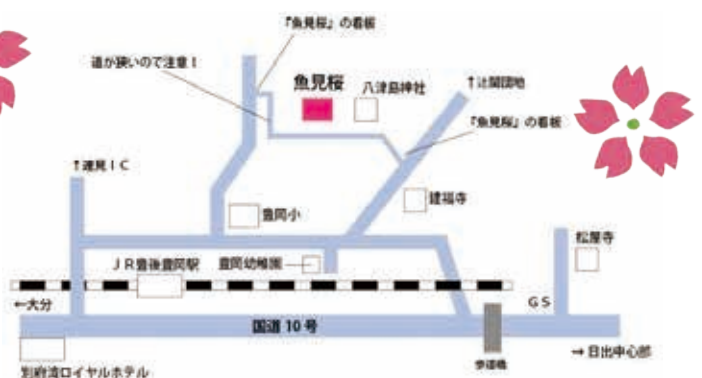 『魚見桜』の看板
道が狭いので注意！
魚見桜
八津島神社
↑辻間団地
『魚見桜』の看板
↑速見ＩＣ
建福寺
豊岡小
松屋寺
ＪＲ豊後豊岡駅
豊岡幼稚園
←大分
ＧＳ
国道10号
→日出中心部
歩道橋
別府湾ロイヤルホテル